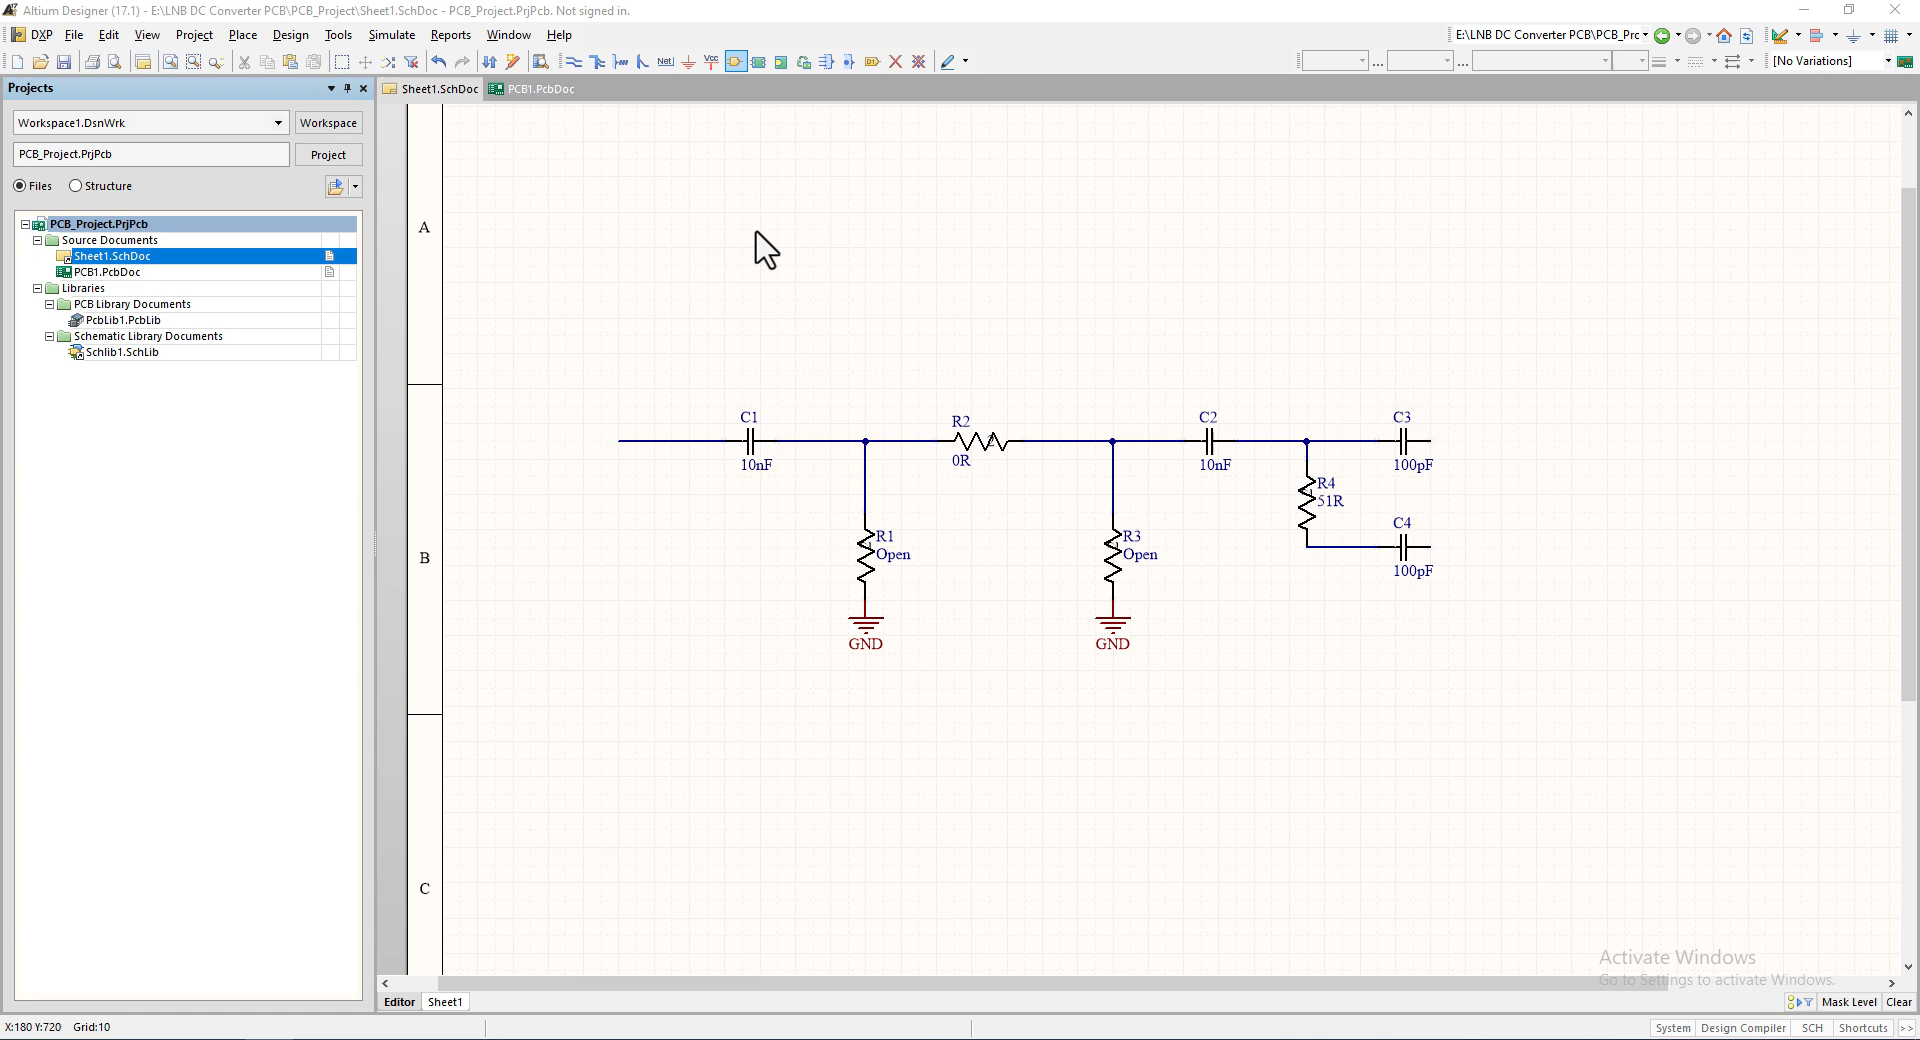 Altium Designer (17.1) - E:\LNB DC Converter PCB\PCB_Project\Sheet1.SchDoc - PCB_Project.PrjPcb. Not signed in.
DXP File Edit View Project Place Design Tools Simulate Reports Window Help
E:\LNB DC Converter PCB\PCB_Prc
Net
Vcc
D1
... ... [No Variations]
Projects
Sheet1.SchDoc PCB1.PcbDoc
Workspace1.DsnWrk Workspace
PCB_Project.PrjPcb Project
Files Structure
PCB_Project.PrjPcb
Source Documents
Sheet1.SchDoc
PCB1.PcbDoc
Libraries
PCB Library Documents
PcbLib1.PcbLib
Schematic Library Documents
Schlib1.SchLib
A
B
C
C1
10nF
R2
2
0R
C2
10nF
C3
100pF
R4
51R
C4
100pF
R1
Open
R3
Open
GND
GND
Activate Windows
Go to Settings to activate Windows.
Editor Sheet1
Mask Level Clear
X:180 Y:720 Grid:10
System Design Compiler SCH Shortcuts >>